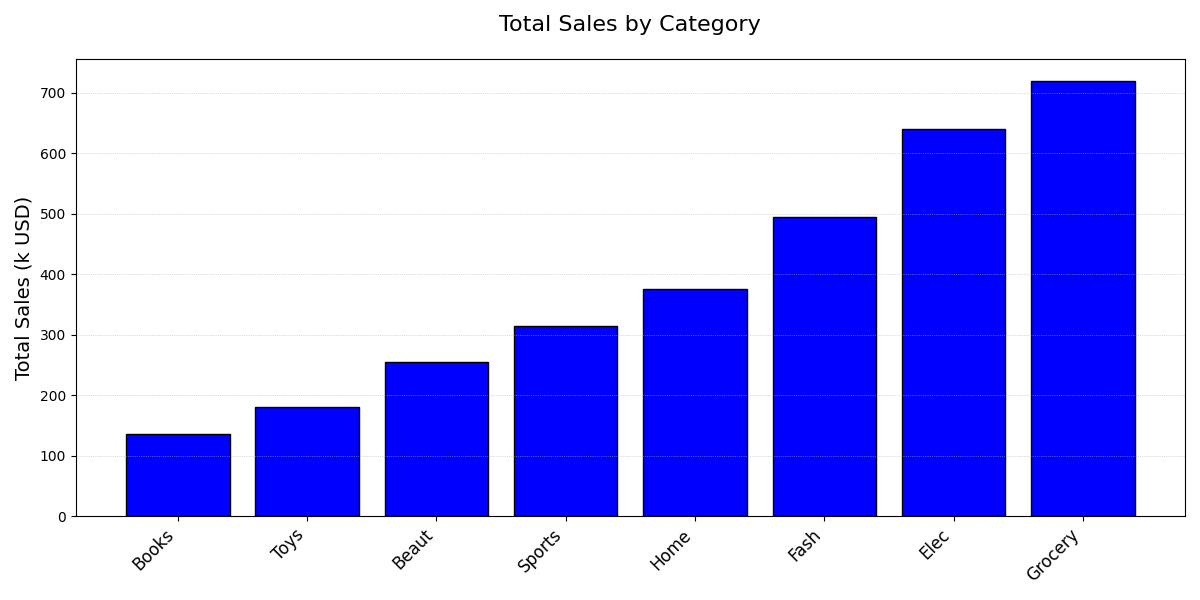 Total Sales by Category
Total Sales (k USD)
700
600
500
400
300
200
100
0
Books
Toys
Beaut
Sports
Home
Fash
Elec
Grocery